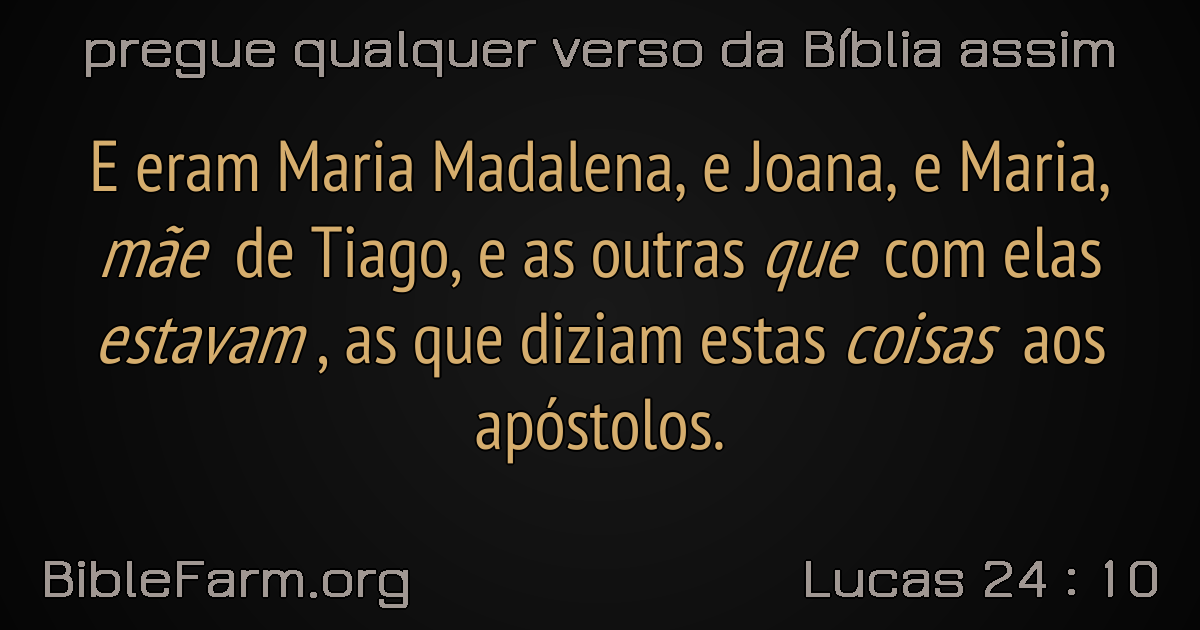 pregue qualquer verso da Bíblia assim
E eram Maria Madalena, e Joana, e Maria,
mãe de Tiago, e as outras que com elas
estavam , as que diziam estas coisas aos
apóstolos.
BibleFarm.org
Lucas 24 : 10